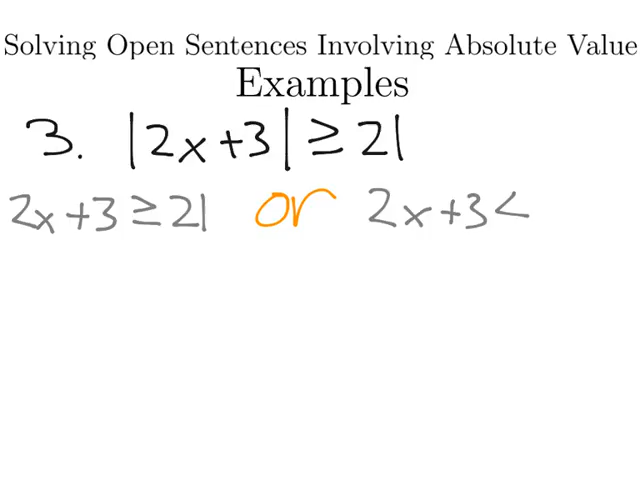 Solving Open Sentences Involving Absolute Value
Examples
3. |2x+3| ≥ 21
2x+3 ≥ 21 or 2x+3 <